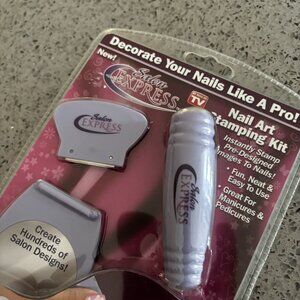 Decorate Your Nails Like A Pro!
New!
Salon
EXPRESS
AS SEEN ON
TV
Nail Art
Stamping Kit
Instantly Stamp
Pre-Designed
Images To Nails!
• Fun, Neat &
Easy To Use
• Great For
Manicures &
Pedicures
Salon
EXPRESS
Salon
EXPRESS
Create
Hundreds of
Salon Designs!